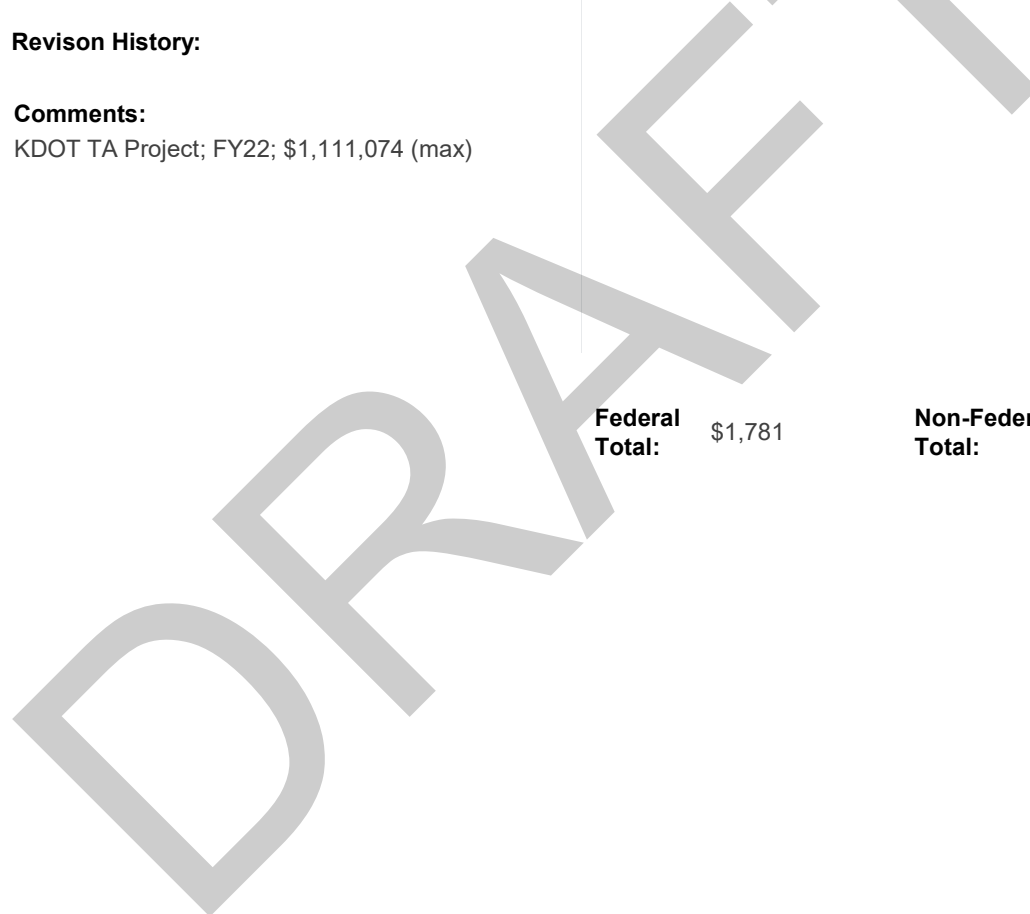 Revison History:
Comments:
KDOT TA Project; FY22; $1,111,074 (max)
Federal
Total:
$1,781
Total:
DRAFT